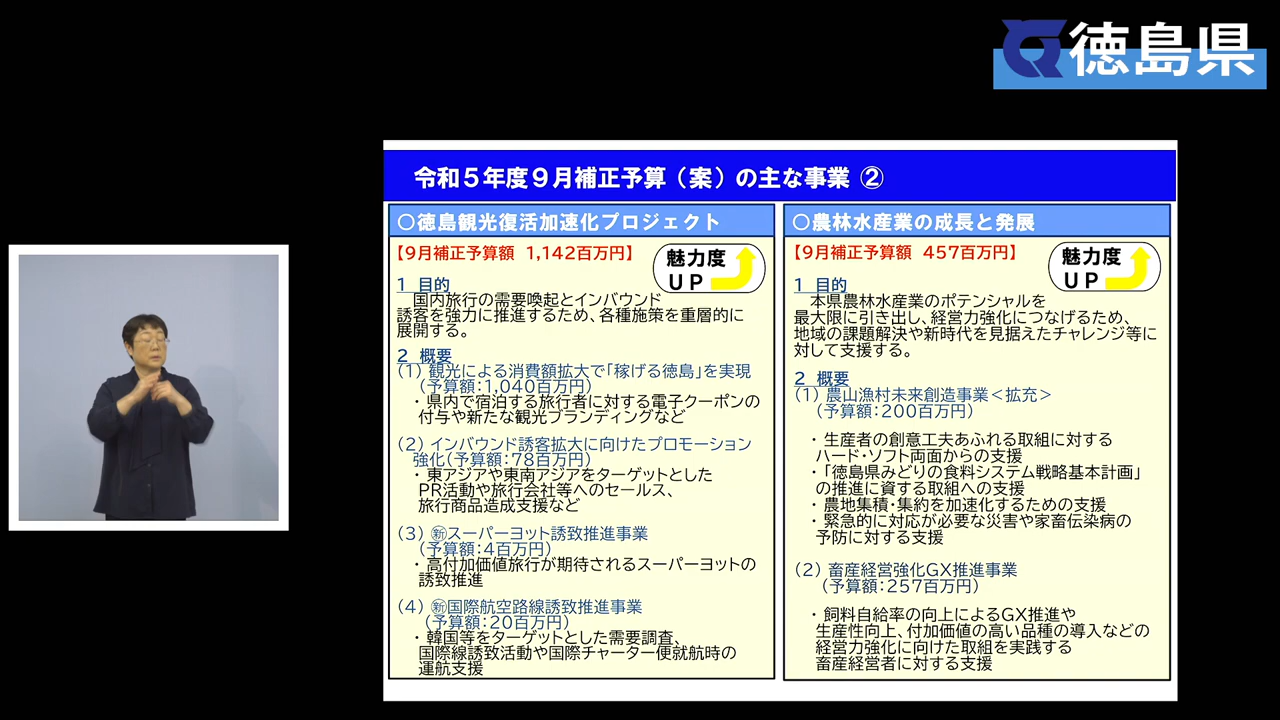 徳島県
令和5年度9月補正予算（案）の主な事業 ②
○徳島観光復活加速化プロジェクト
【9月補正予算額 1,142百万円】
魅力度
UP
1 目的
国内旅行の需要喚起とインバウンド
誘客を強力に推進するため、各種施策を重層的に
展開する。
2 概要
(1) 観光による消費額拡大で「稼げる徳島」を実現
(予算額:1,040百万円)
・県内で宿泊する旅行者に対する電子クーポンの
付与や新たな観光ブランディングなど
(2) インバウンド誘客拡大に向けたプロモーション
強化(予算額:78百万円)
・東アジアや東南アジアをターゲットとした
PR活動や旅行会社等へのセールス、
旅行商品造成支援など
(3) ㊟スーパーヨット誘致推進事業
(予算額:4百万円)
・高付加価値旅行が期待されるスーパーヨットの
誘致推進
(4) 新国際航空路線誘致推進事業
(予算額:20百万円)
・韓国等をターゲットとした需要調査、
国際線誘致活動や国際チャーター便就航時の
運航支援
○農林水産業の成長と発展
【9月補正予算額 457百万円】
魅力度
UP
1 目的
本県農林水産業のポテンシャルを
最大限に引き出し、経営力強化につなげるため、
地域の課題解決や新時代を見据えたチャレンジ等に
対して支援する。
2 概要
(1) 農山漁村未来創造事業＜拡充＞
(予算額:200百万円)
・生産者の創意工夫あふれる取組に対する
ハード・ソフト両面からの支援
・「徳島県みどりの食料システム戦略基本計画」
の推進に資する取組への支援
・農地集積・集約を加速化するための支援
・緊急的に対応が必要な災害や家畜伝染病の
予防に対する支援
(2) 畜産経営強化GX推進事業
(予算額:257百万円)
・飼料自給率の向上によるGX推進や
生産性向上、付加価値の高い品種の導入などの
経営力強化に向けた取組を実践する
畜産経営者に対する支援